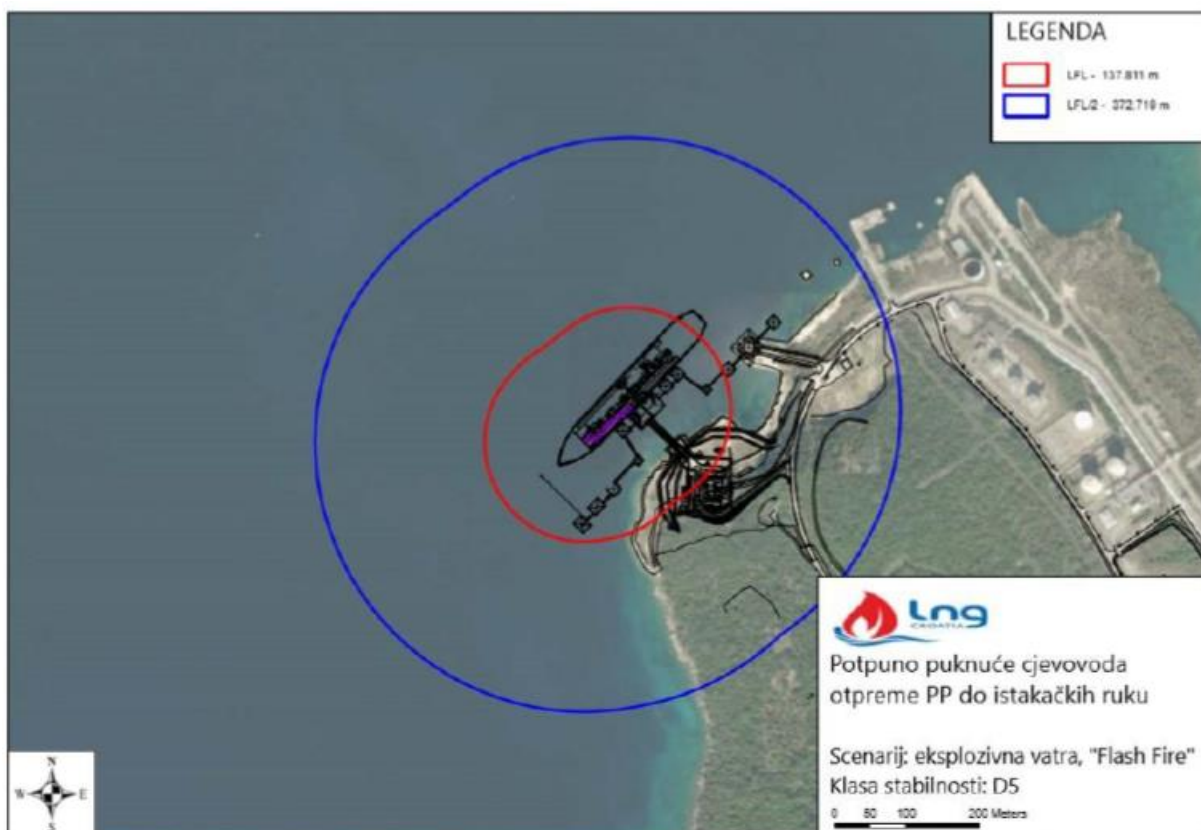 LEGENDA
LFL - 137.811 m
LFL/2 - 372.719 m
Lng
CROATIA
Potpuno puknuće cjevovoda
otpreme PP do istakačkih ruku
Scenarij: eksplozivna vatra, "Flash Fire"
Klasa stabilnosti: D5
0 50 100 200 Meters
N
W E
S